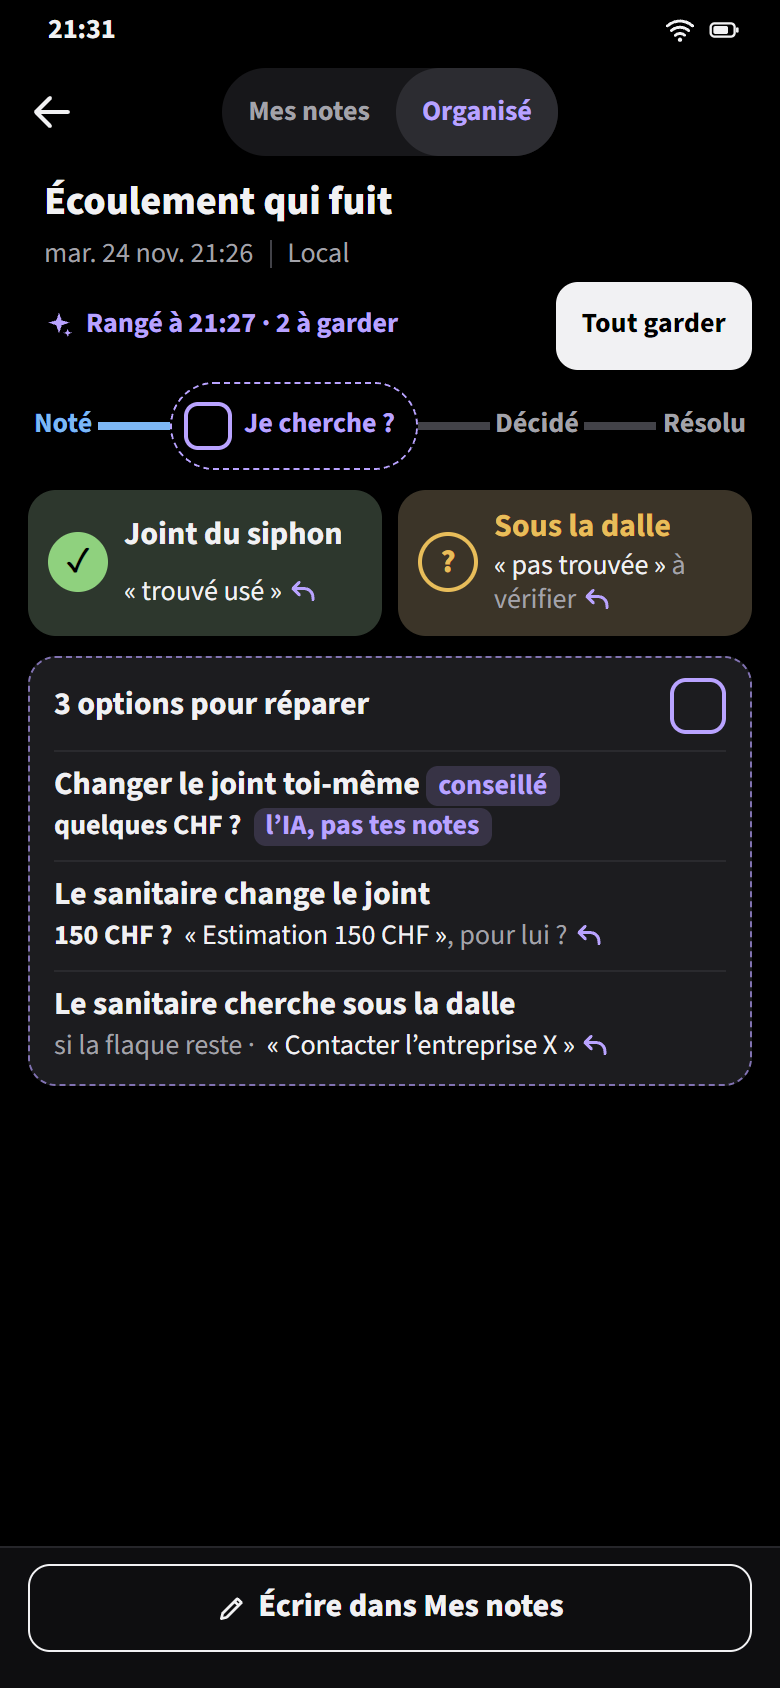 21:31
Mes notes
Organisé
Écoulement qui fuit
mar. 24 nov. 21:26 | Local
Rangé à 21:27 · 2 à garder
Tout garder
Noté
Je cherche ?
Décidé
Résolu
Joint du siphon
« trouvé usé »
Sous la dalle
« pas trouvée » à
vérifier
3 options pour réparer
Changer le joint toi-même conseillé
quelques CHF ? l’IA, pas tes notes
Le sanitaire change le joint
150 CHF ? « Estimation 150 CHF », pour lui ?
Le sanitaire cherche sous la dalle
si la flaque reste · « Contacter l’entreprise X »
Écrire dans Mes notes